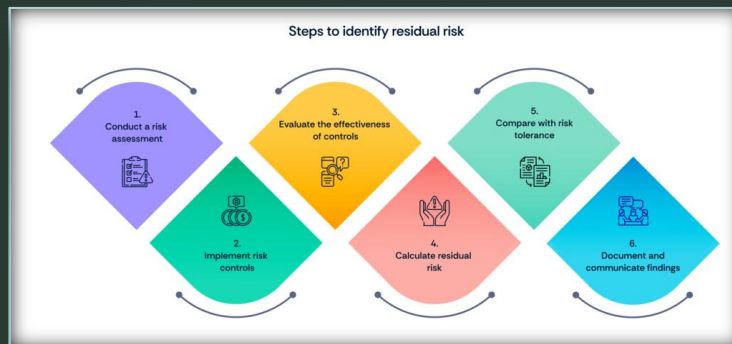 Steps to identify residual risk
1.
Conduct a risk
assessment
2.
Implement risk
controls
3.
Evaluate the effectiveness
of controls
4.
Calculate residual
risk
5.
Compare with risk
tolerance
6.
Document and
communicate findings